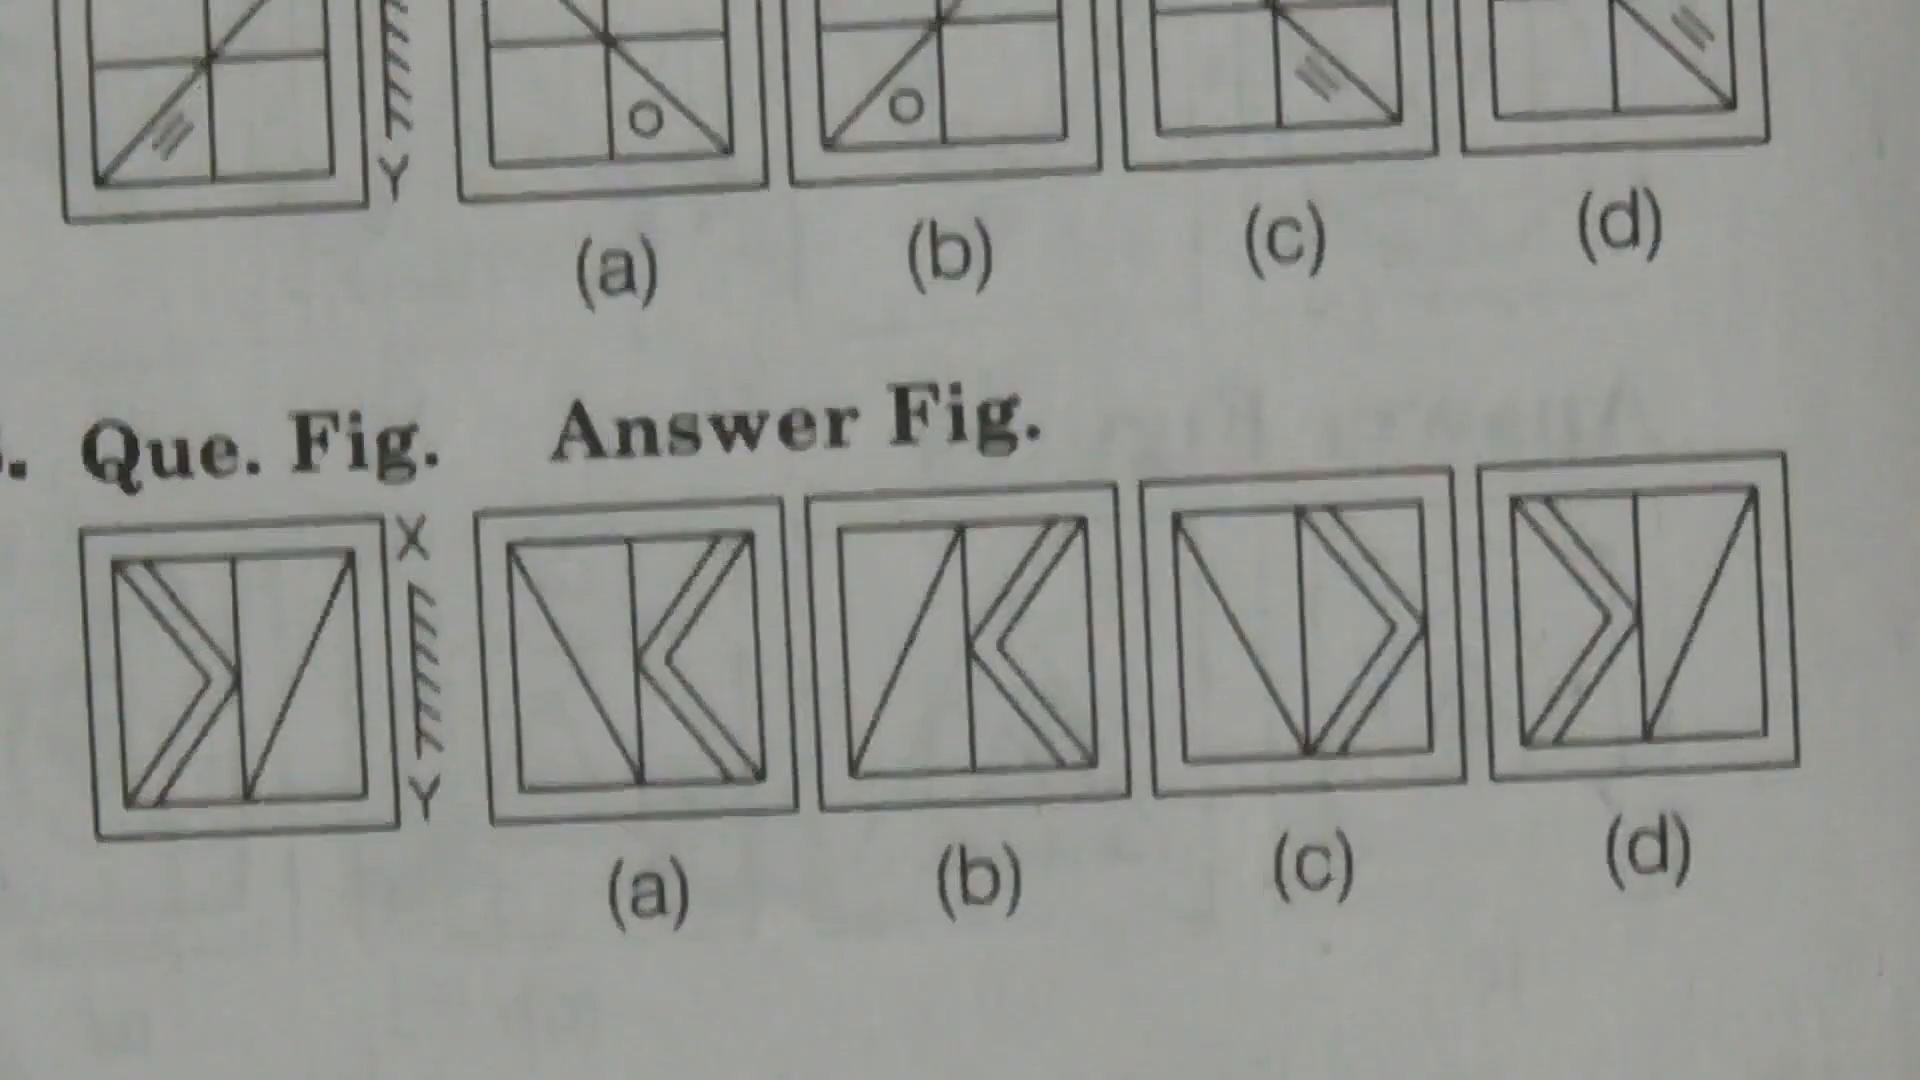 Y
(a) (b) (c) (d)
. Que. Fig. Answer Fig.
X
Y
(a) (b) (c) (d)